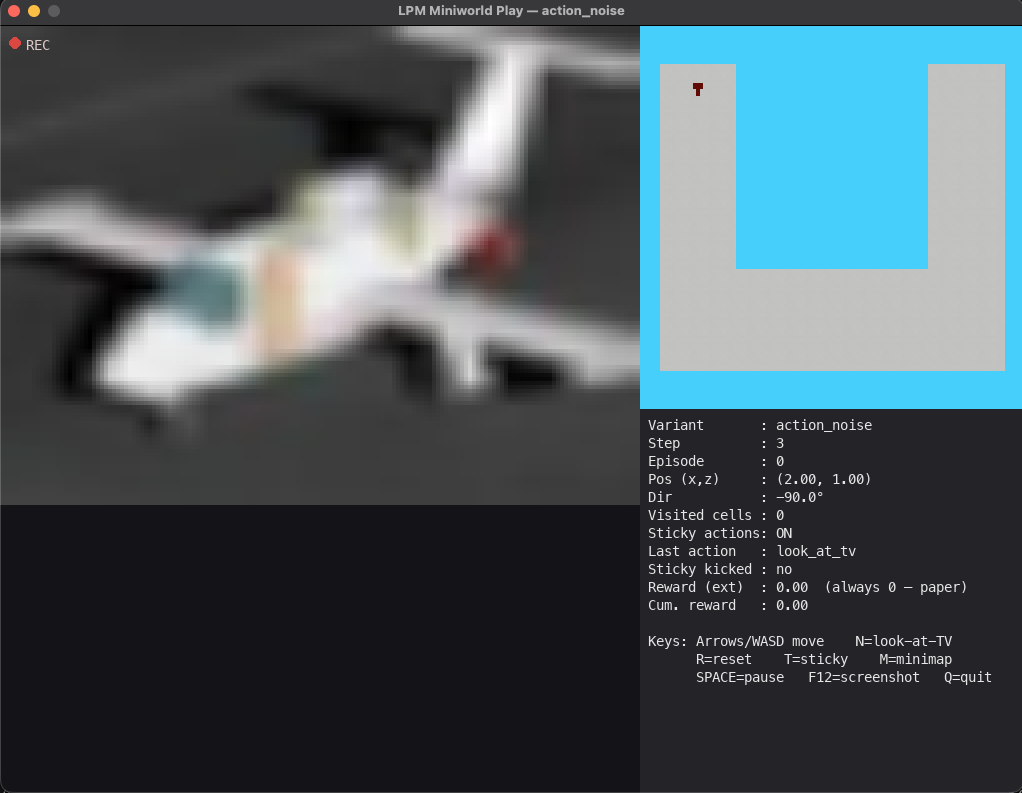 LPM Miniworld Play — action_noise
REC
Variant : action_noise
Step : 3
Episode : 0
Pos (x,z) : (2.00, 1.00)
Dir : −90.0°
Visited cells : 0
Sticky actions: ON
Last action : look_at_tv
Sticky kicked : no
Reward (ext) : 0.00 (always 0 — paper)
Cum. reward : 0.00
Keys: Arrows/WASD move N=look−at−TV
R=reset T=sticky M=minimap
SPACE=pause F12=screenshot Q=quit